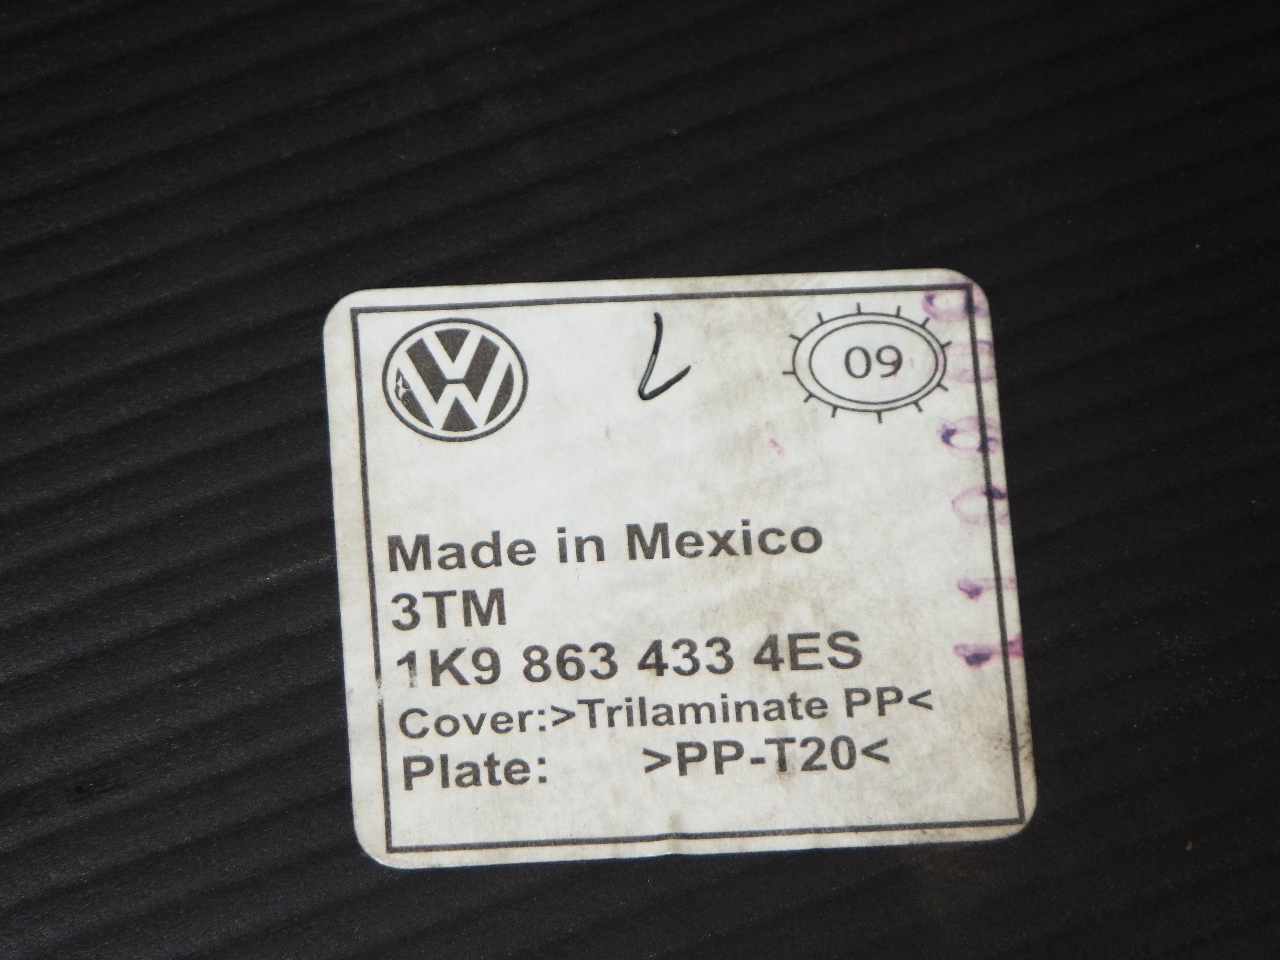 09
Made in Mexico
3TM
1K9 863 433 4ES
Cover:>Trilaminate PP<
Plate: >PP-T20<